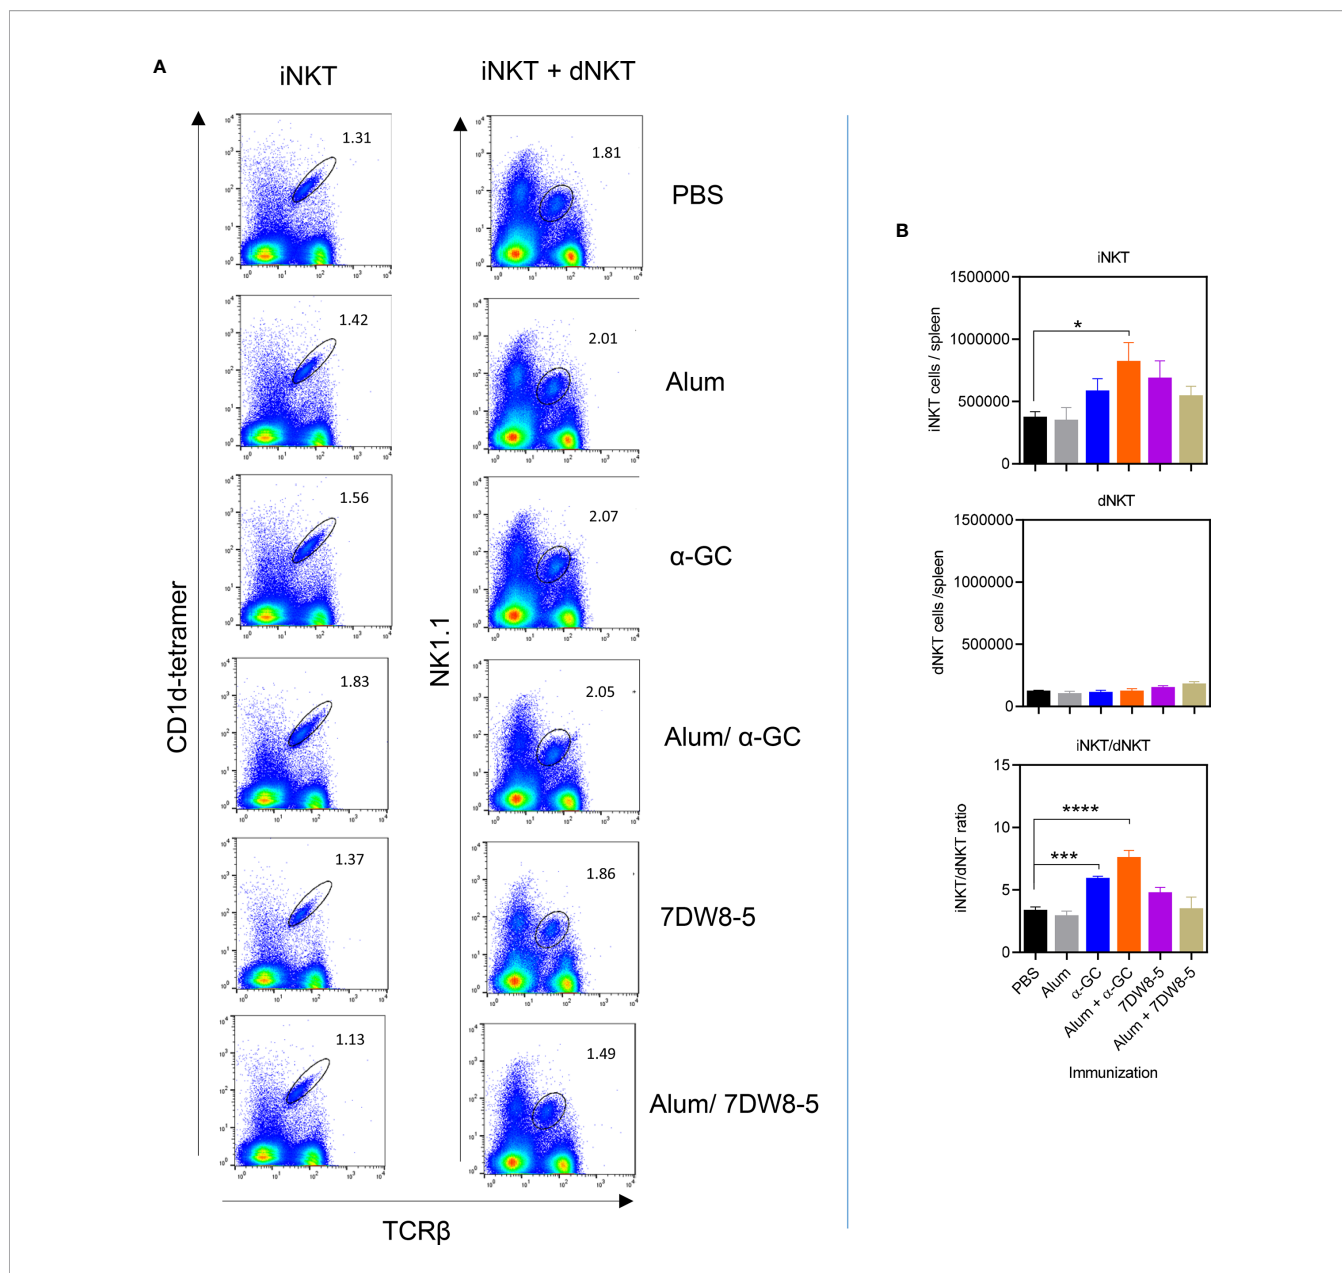 A
iNKT
iNKT + dNKT
CD1d-tetramer
NK1.1
1.31
1.81
PBS
1.42
2.01
Alum
1.56
2.07
α-GC
1.83
2.05
Alum/ α-GC
1.37
1.86
7DW8-5
1.13
1.49
Alum/ 7DW8-5
TCRβ
B
iNKT
iNKT cells / spleen
1500000
1000000
500000
0
*
dNKT
dNKT cells /spleen
1500000
1000000
500000
0
iNKT/dNKT
iNKT/dNKT ratio
15
10
5
0
****
***
PBS
Alum
α-GC
Alum + α-GC
7DW8-5
Alum + 7DW8-5
Immunization